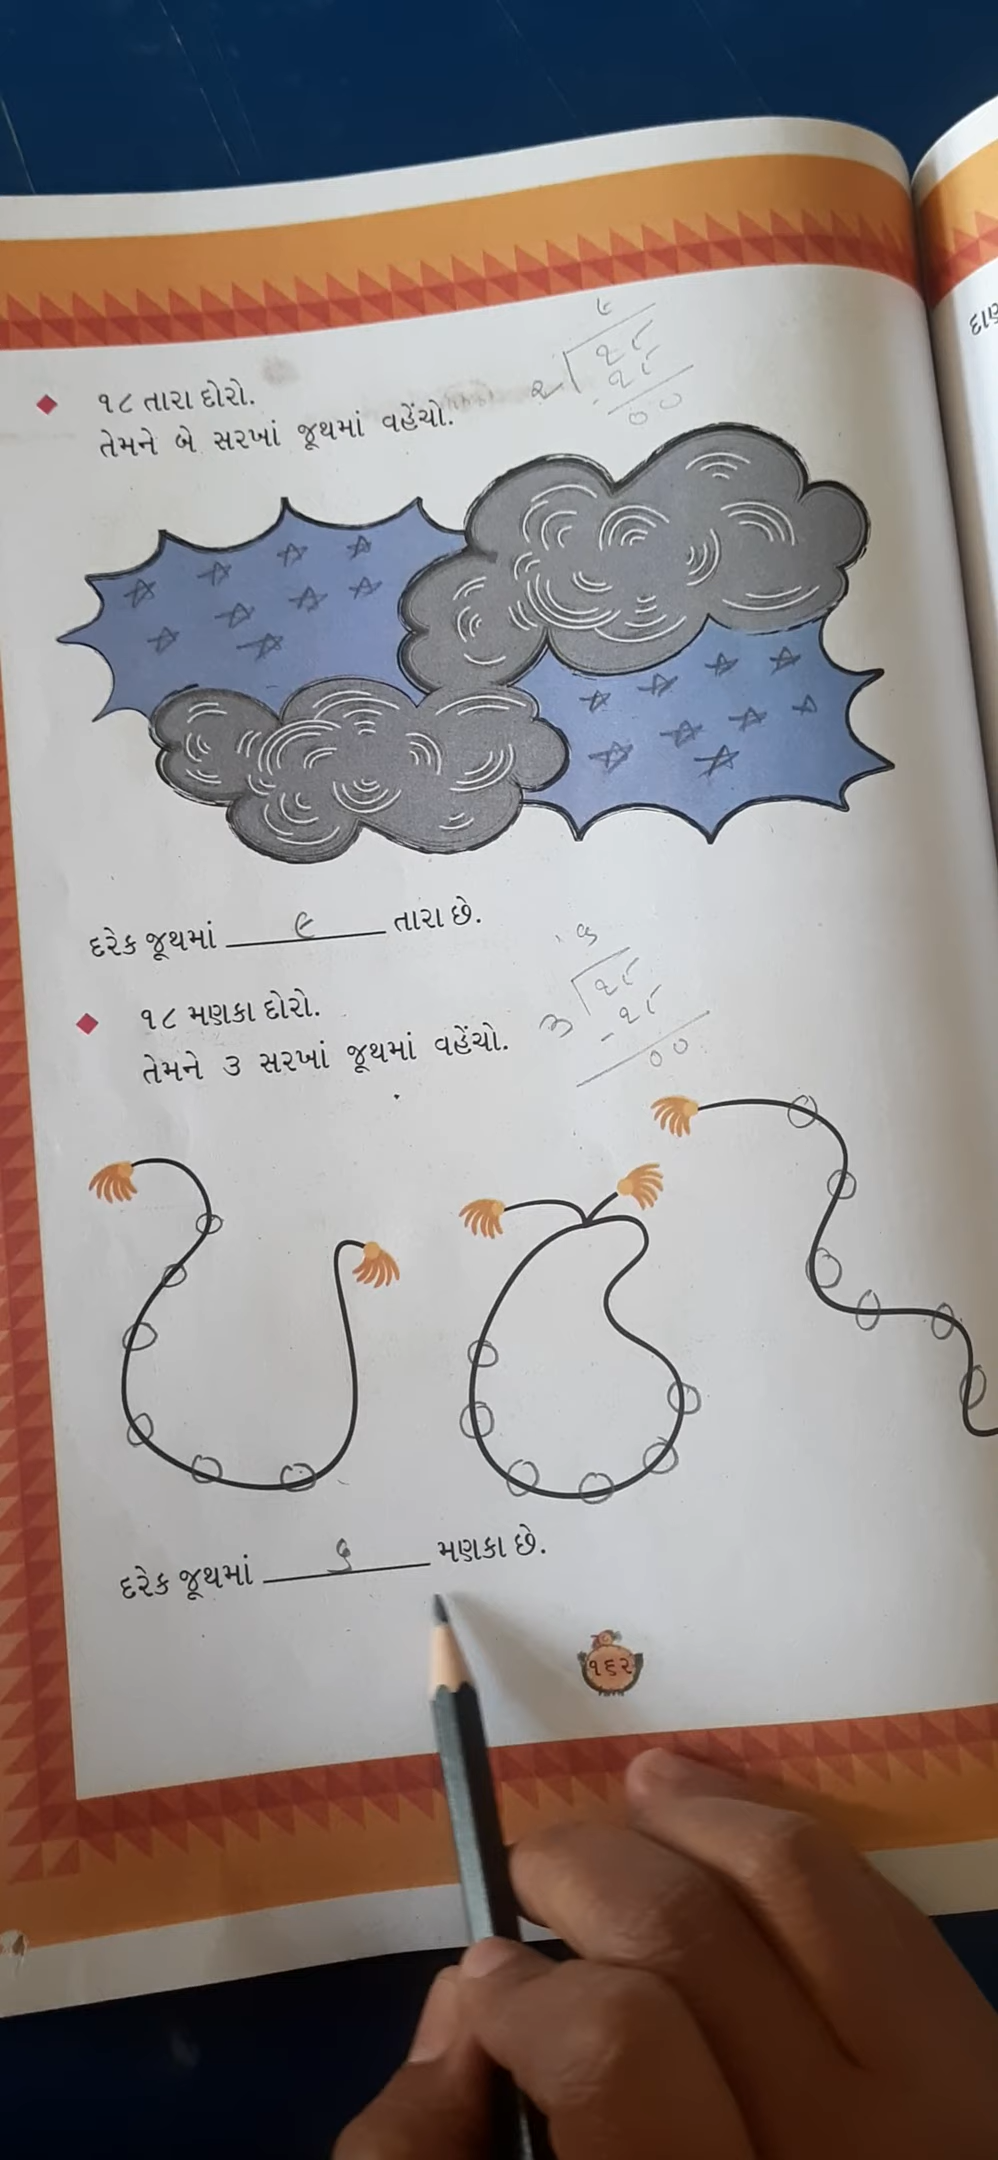 ૧૮ તારા દોરો.
તેમને બે સરખાં જૂથમાં વહેંચો.
૯
૨ ૧૮
૧૮
૦૦
દરેક જૂથમાં ૯ તારા છે.
૧૮ મણકા દોરો.
તેમને ૩ સરખાં જૂથમાં વહેંચો.
૬
૩ ૧૮
- ૧૮
૦૦
દરેક જૂથમાં ૬ મણકા છે.
૧૬૨